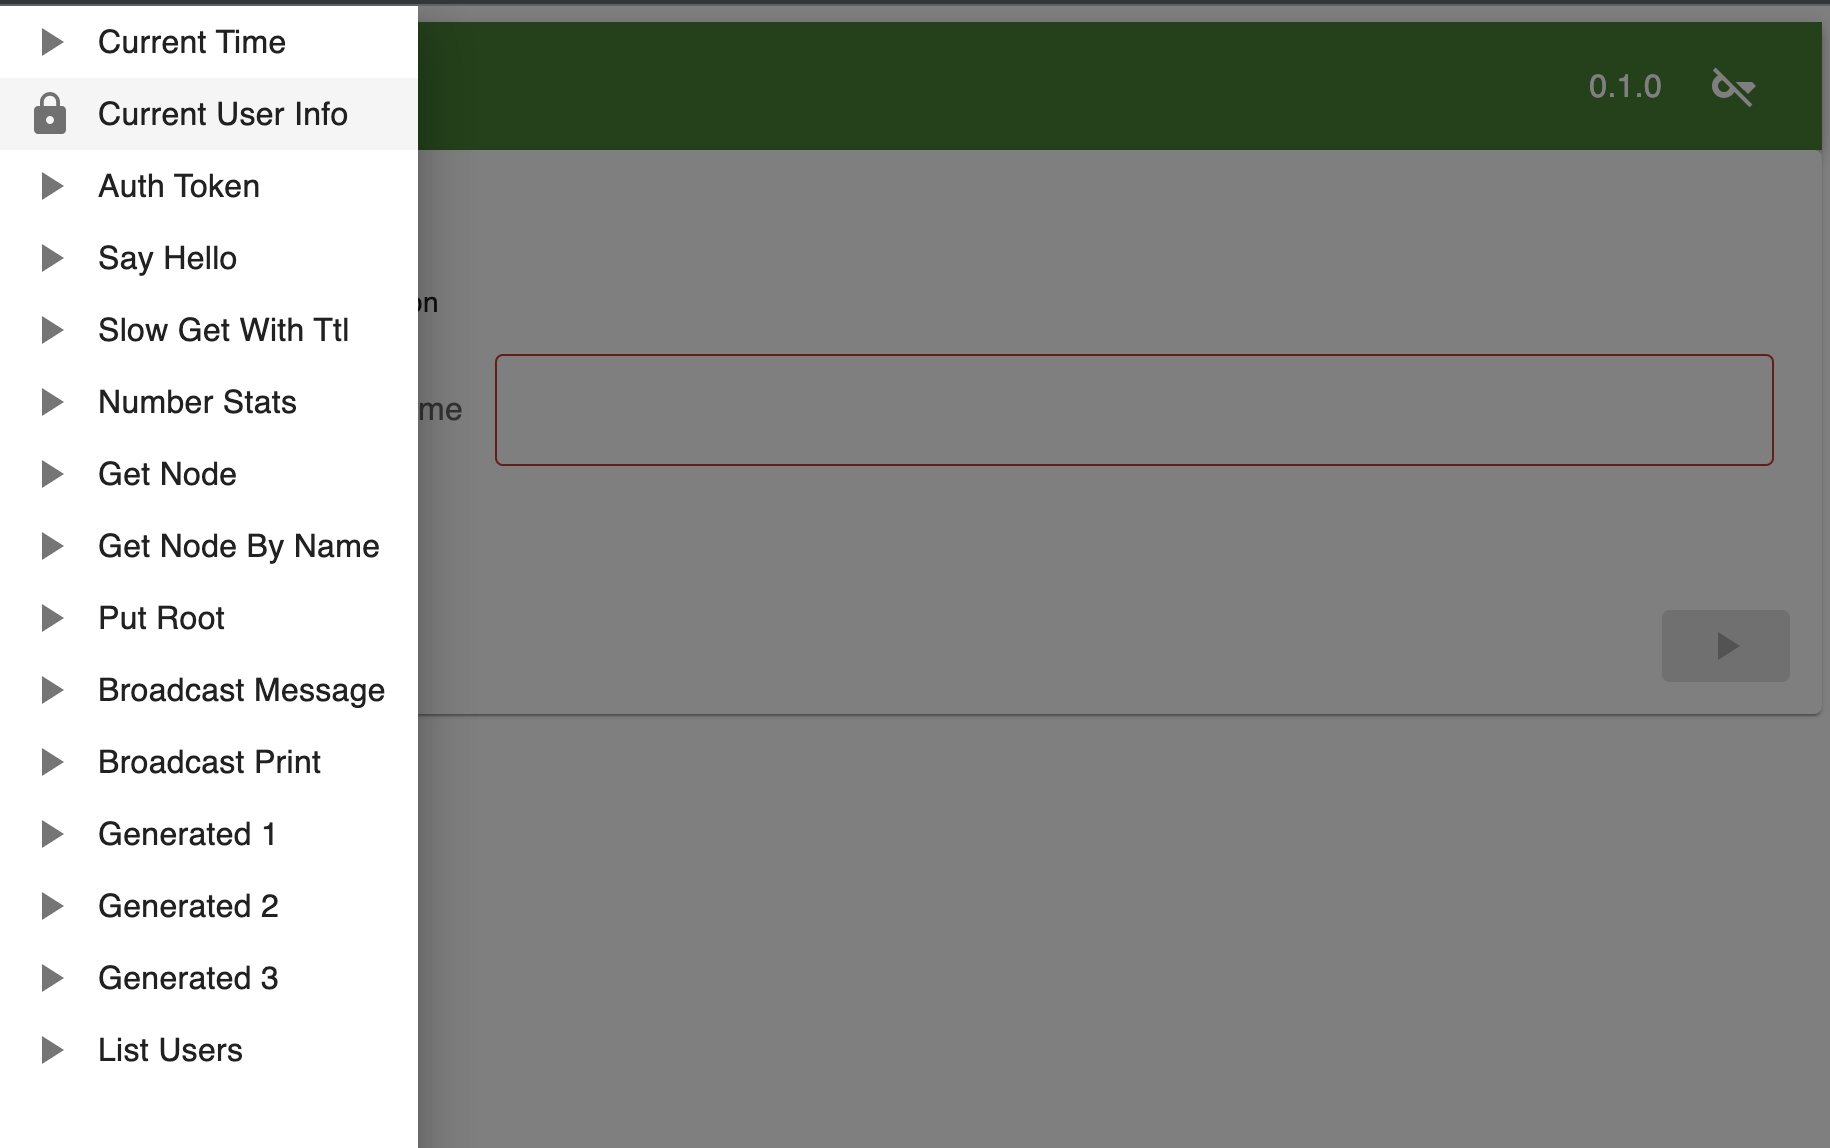 Current Time
Current User Info
Auth Token
Say Hello
Slow Get With Ttl
Number Stats
Get Node
Get Node By Name
Put Root
Broadcast Message
Broadcast Print
Generated 1
Generated 2
Generated 3
List Users
0.1.0
on
me